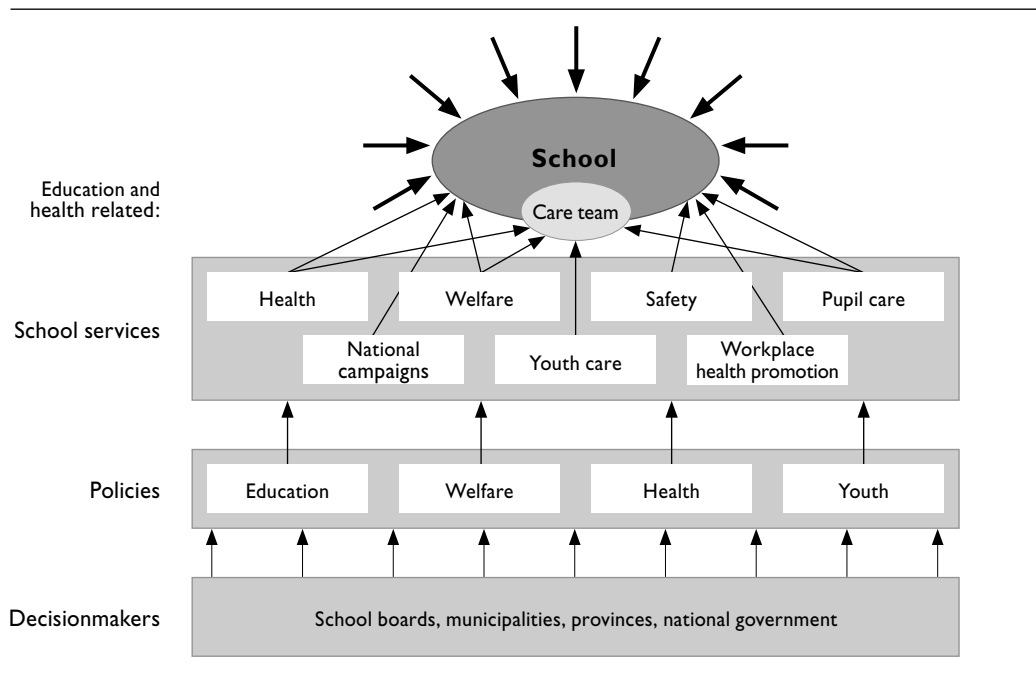 School
Care team
Education and
health related:
Health
Welfare
Safety
Pupil care
School services
National
campaigns
Youth care
Workplace
health promotion
Policies
Education
Welfare
Health
Youth
Decisionmakers
School boards, municipalities, provinces, national government